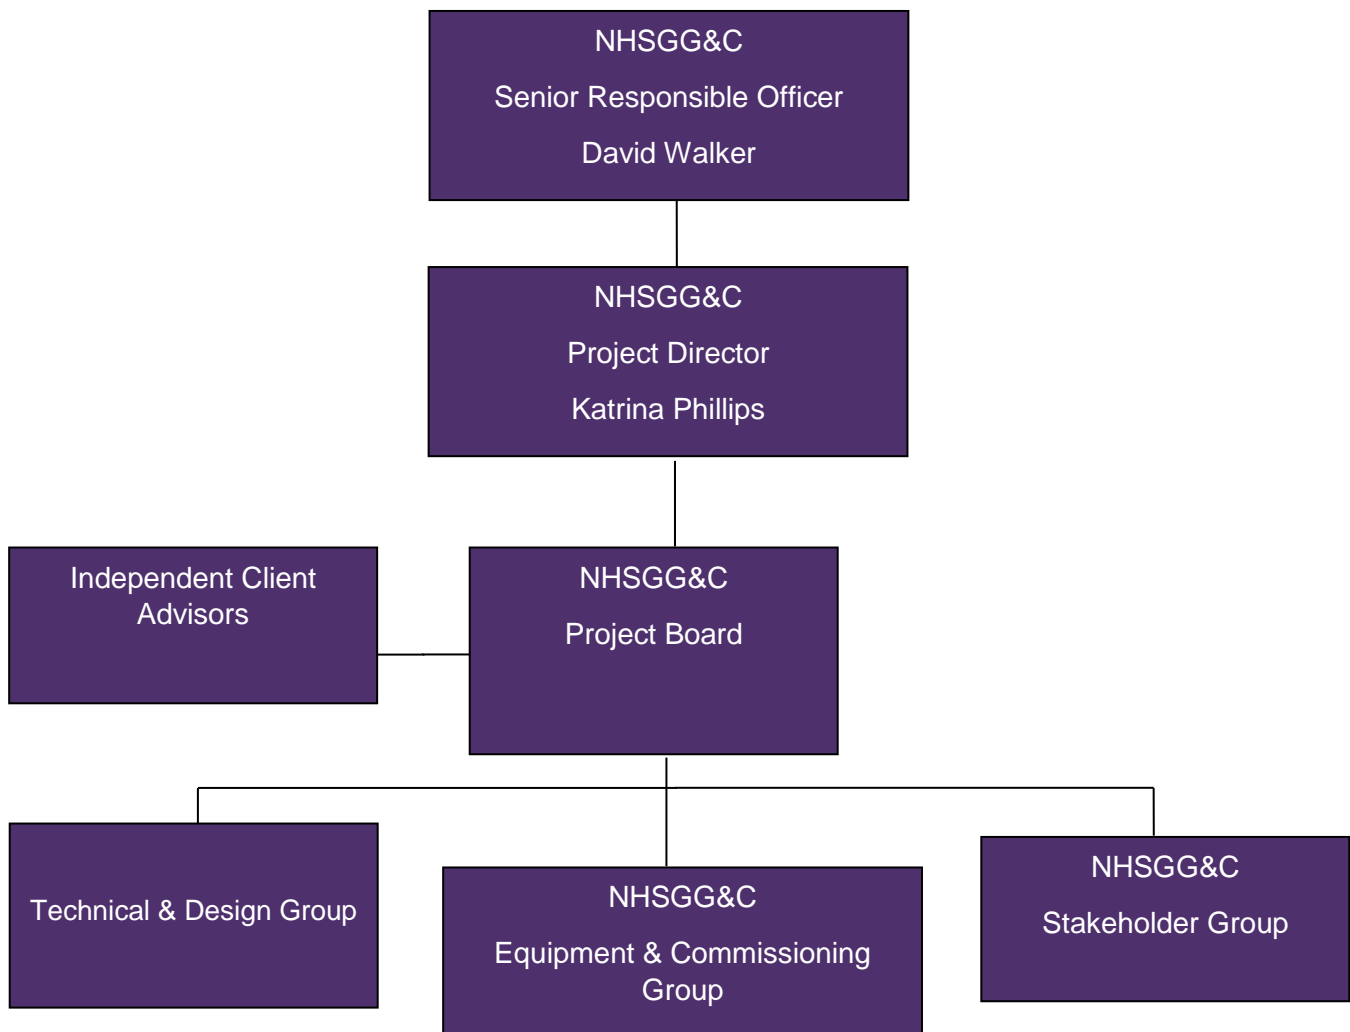 NHSGG&C
Senior Responsible Officer
David Walker
NHSGG&C
Project Director
Katrina Phillips
Independent Client
Advisors
NHSGG&C
Project Board
Technical & Design Group
NHSGG&C
Equipment & Commissioning
Group
NHSGG&C
Stakeholder Group